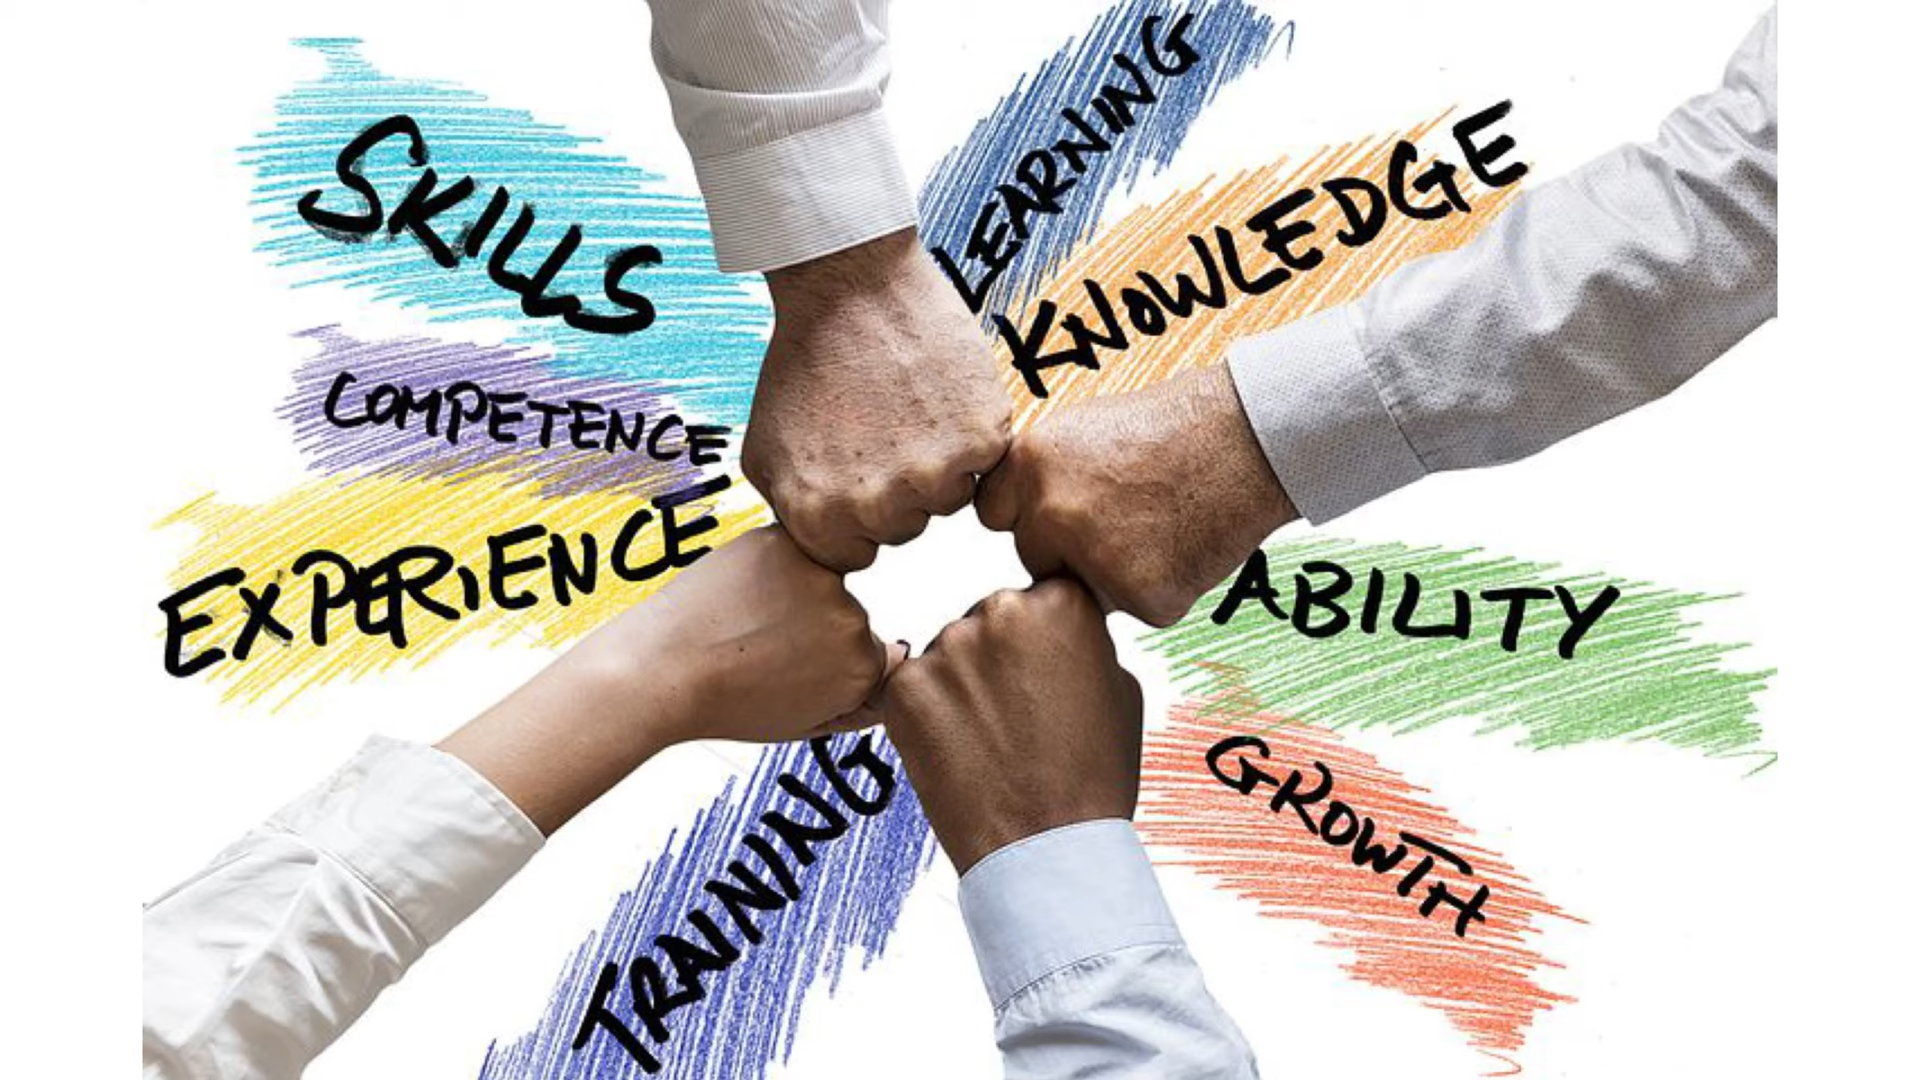 SKILLS
LEARNING
KNOWLEDGE
COMPETENCE
EXPERIENCE
ABILITY
GROWTH
TRAINING